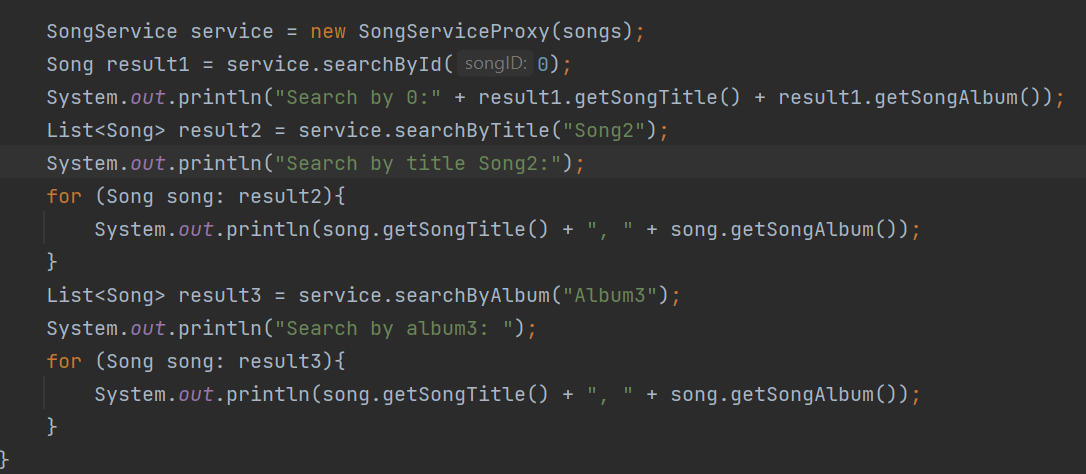 SongService service = new SongServiceProxy(songs);
Song result1 = service.searchById( songID: 0);
System.out.println("Search by 0:" + result1.getSongTitle() + result1.getSongAlbum());
List<Song> result2 = service.searchByTitle("Song2");
System.out.println("Search by title Song2:");
for (Song song: result2){
System.out.println(song.getSongTitle() + ", " + song.getSongAlbum());
}
List<Song> result3 = service.searchByAlbum("Album3");
System.out.println("Search by album3: ");
for (Song song: result3){
System.out.println(song.getSongTitle() + ", " + song.getSongAlbum());
}
}